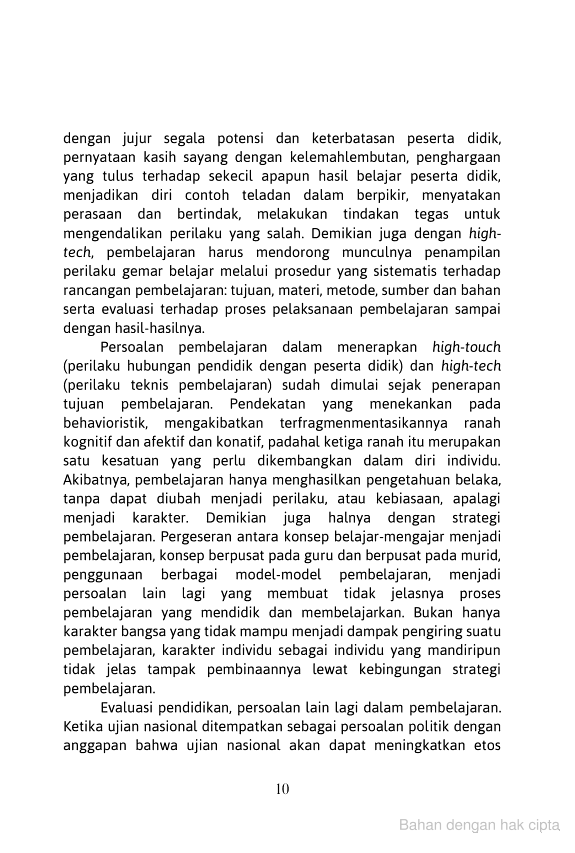 dengan jujur segala potensi dan keterbatasan peserta didik,
pernyataan kasih sayang dengan kelemahlembutan, penghargaan
yang tulus terhadap sekecil apapun hasil belajar peserta didik,
menjadikan diri contoh teladan dalam berpikir, menyatakan
perasaan dan bertindak, melakukan tindakan tegas untuk
mengendalikan perilaku yang salah. Demikian juga dengan high-
tech, pembelajaran harus mendorong munculnya penampilan
perilaku gemar belajar melalui prosedur yang sistematis terhadap
rancangan pembelajaran: tujuan, materi, metode, sumber dan bahan
serta evaluasi terhadap proses pelaksanaan pembelajaran sampai
dengan hasil-hasilnya.
Persoalan pembelajaran dalam menerapkan high-touch
(perilaku hubungan pendidik dengan peserta didik) dan high-tech
(perilaku teknis pembelajaran) sudah dimulai sejak penerapan
tujuan pembelajaran. Pendekatan yang menekankan pada
behavioristik, mengakibatkan terfragmenmentasikannya ranah
kognitif dan afektif dan konatif, padahal ketiga ranah itu merupakan
satu kesatuan yang perlu dikembangkan dalam diri individu.
Akibatnya, pembelajaran hanya menghasilkan pengetahuan belaka,
tanpa dapat diubah menjadi perilaku, atau kebiasaan, apalagi
menjadi karakter. Demikian juga halnya dengan strategi
pembelajaran. Pergeseran antara konsep belajar-mengajar menjadi
pembelajaran, konsep berpusat pada guru dan berpusat pada murid,
penggunaan berbagai model-model pembelajaran, menjadi
persoalan lain lagi yang membuat tidak jelasnya proses
pembelajaran yang mendidik dan membelajarkan. Bukan hanya
karakter bangsa yang tidak mampu menjadi dampak pengiring suatu
pembelajaran, karakter individu sebagai individu yang mandiripun
tidak jelas tampak pembinaannya lewat kebingungan strategi
pembelajaran.
Evaluasi pendidikan, persoalan lain lagi dalam pembelajaran.
Ketika ujian nasional ditempatkan sebagai persoalan politik dengan
anggapan bahwa ujian nasional akan dapat meningkatkan etos
10
Bahan dengan hak cipta